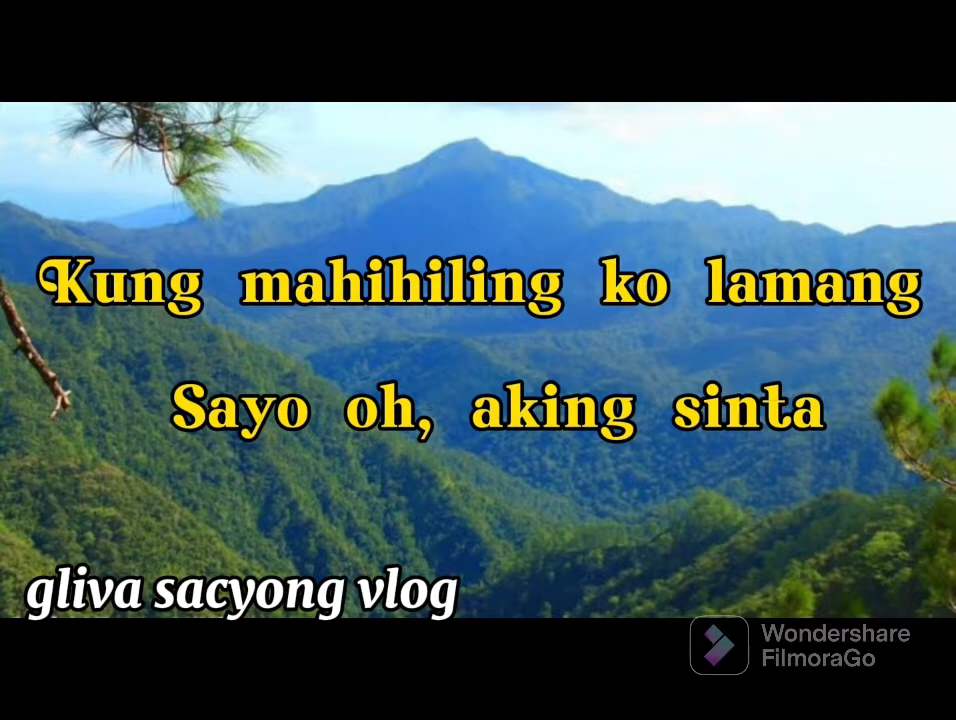 Kung mahihiling ko lamang
Sayo oh, aking sinta
gliva sacyong vlog
Wondershare
FilmoraGo